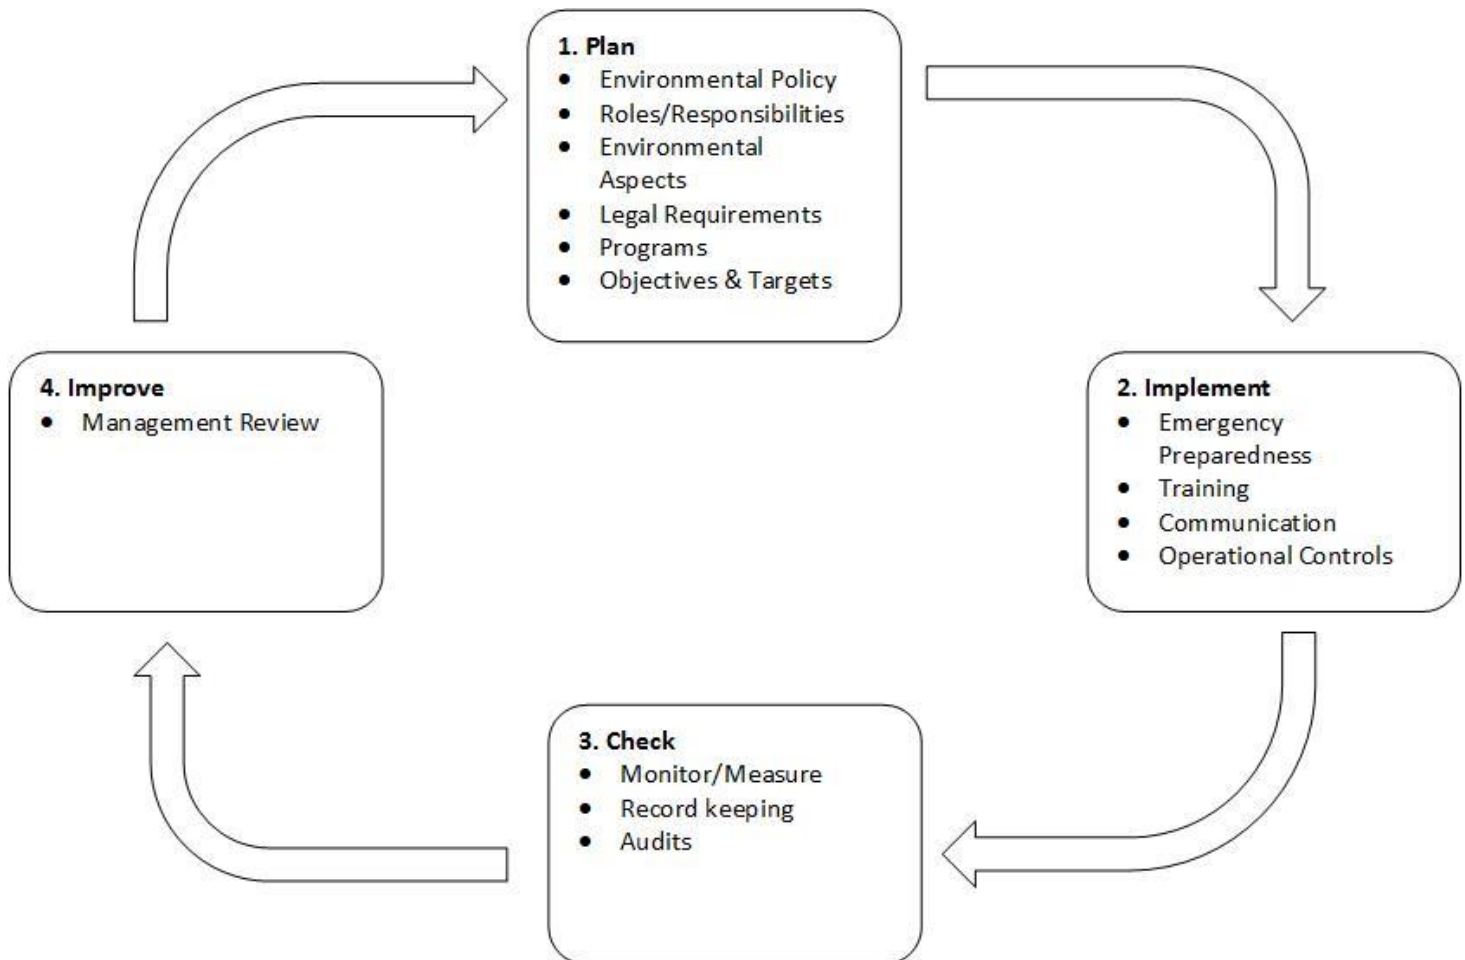 1. Plan
• Environmental Policy
• Roles/Responsibilities
• Environmental
Aspects
• Legal Requirements
• Programs
• Objectives & Targets
2. Implement
• Emergency
Preparedness
• Training
• Communication
• Operational Controls
3. Check
• Monitor/Measure
• Record keeping
• Audits
4. Improve
• Management Review